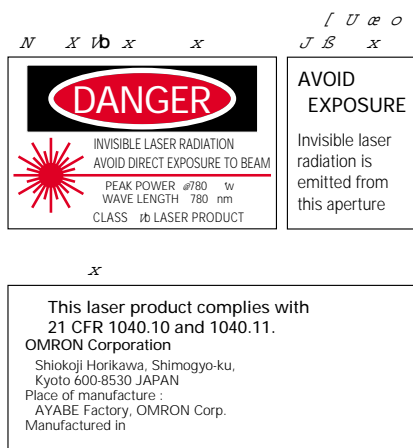 DANGER
INVISIBLE LASER RADIATION
AVOID DIRECT EXPOSURE TO BEAM
PEAK POWER
WAVE LENGTH 780 nm
CLASS LASER PRODUCT
AVOID
EXPOSURE
Invisible laser
radiation is
emitted from
this aperture
This laser product complies with
21 CFR 1040.10 and 1040.11.
OMRON Corporation
Shiokoji Horikawa, Shimogyo-ku,
Kyoto 600-8530 JAPAN
Place of manufacture :
AYABE Factory, OMRON Corp.
Manufactured in